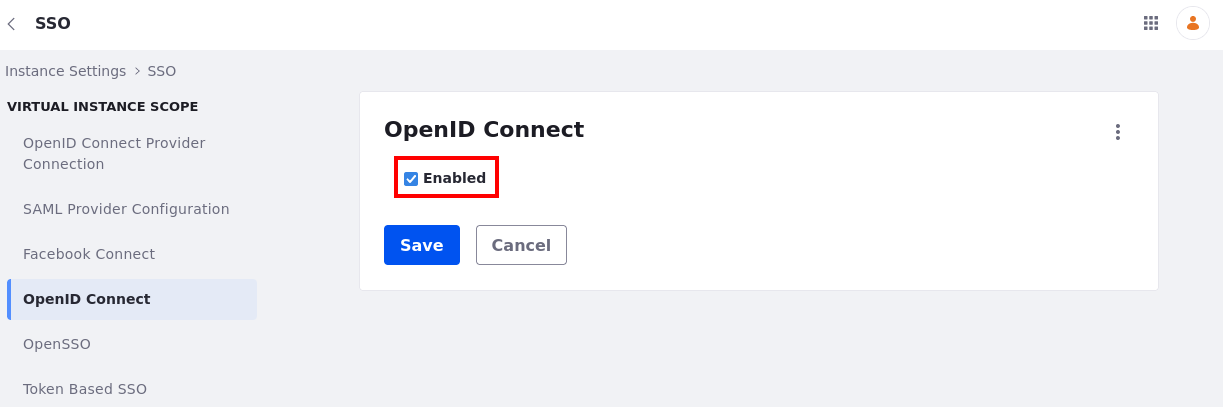 SSO
Instance Settings > SSO
VIRTUAL INSTANCE SCOPE
OpenID Connect Provider
Connection
SAML Provider Configuration
Facebook Connect
OpenID Connect
OpenSSO
Token Based SSO
OpenID Connect
Enabled
Save Cancel